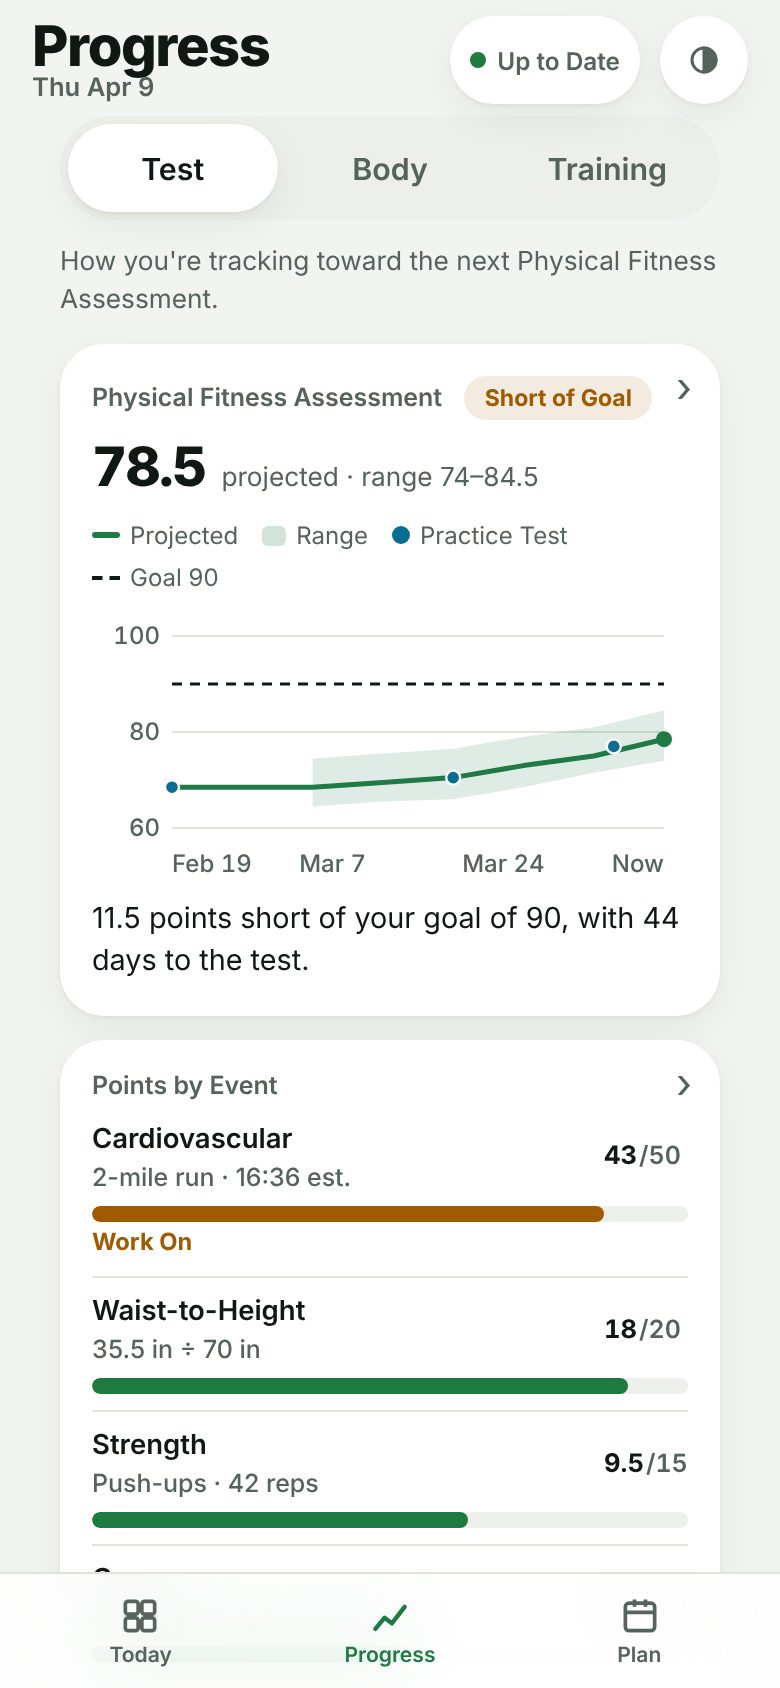 Progress
Thu Apr 9
Up to Date
Test
Body
Training
How you're tracking toward the next Physical Fitness
Assessment.
Physical Fitness Assessment
Short of Goal
78.5 projected · range 74–84.5
Projected
Range
Practice Test
Goal 90
100
80
60
Feb 19
Mar 7
Mar 24
Now
11.5 points short of your goal of 90, with 44
days to the test.
Points by Event
Cardiovascular
2-mile run · 16:36 est.
43/50
Work On
Waist-to-Height
35.5 in ÷ 70 in
18/20
Strength
Push-ups · 42 reps
9.5/15
Today
Progress
Plan